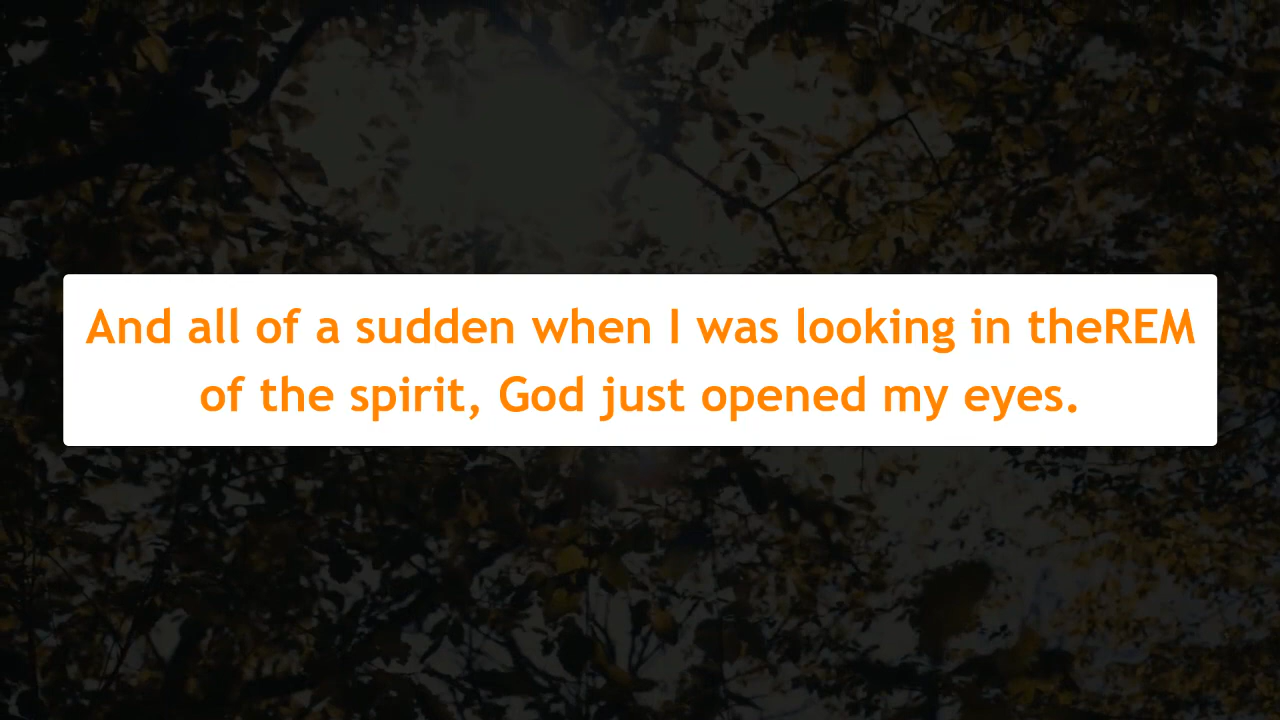 And all of a sudden when I was looking in theREM
of the spirit, God just opened my eyes.